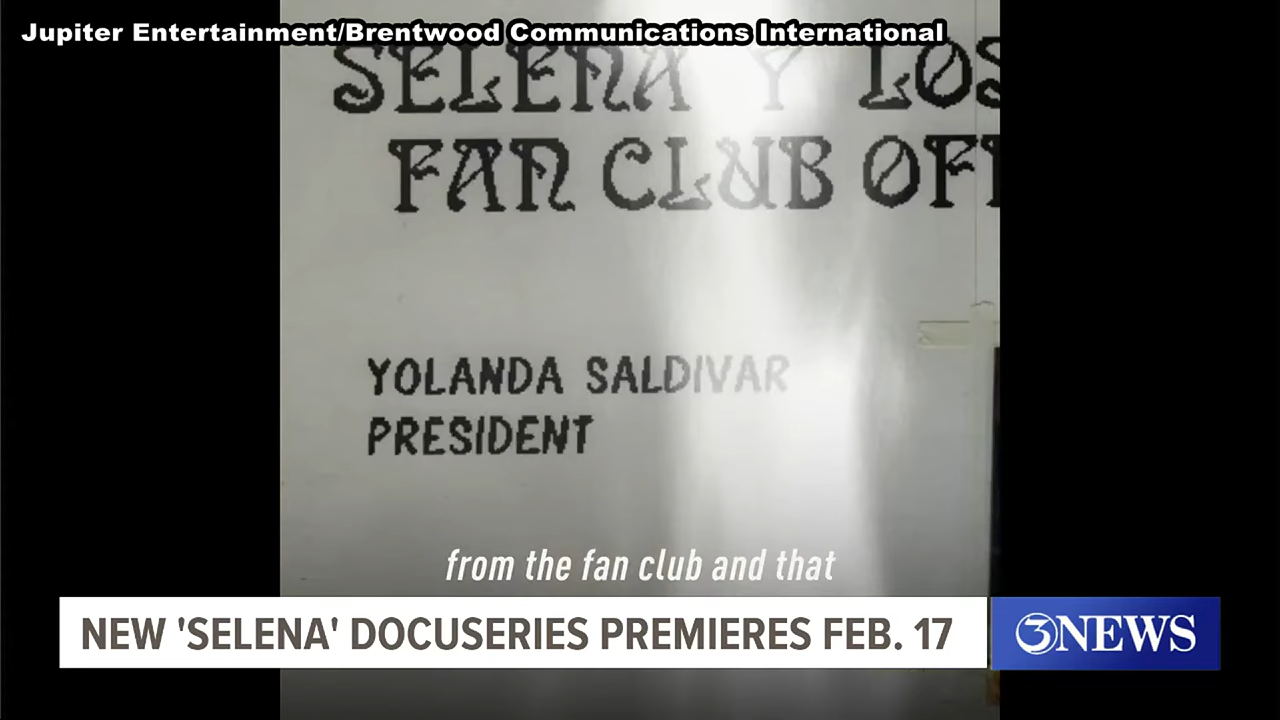 Jupiter Entertainment/Brentwood Communications International
SELENA Y LOS
FAN CLUB OFF
YOLANDA SALDIVAR
PRESIDENT
from the fan club and that
NEW 'SELENA' DOCUSERIES PREMIERES FEB. 17
3NEWS